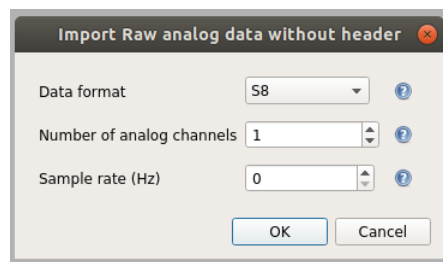 Import Raw analog data without header
Data format S8
Number of analog channels 1
Sample rate (Hz) 0
OK Cancel